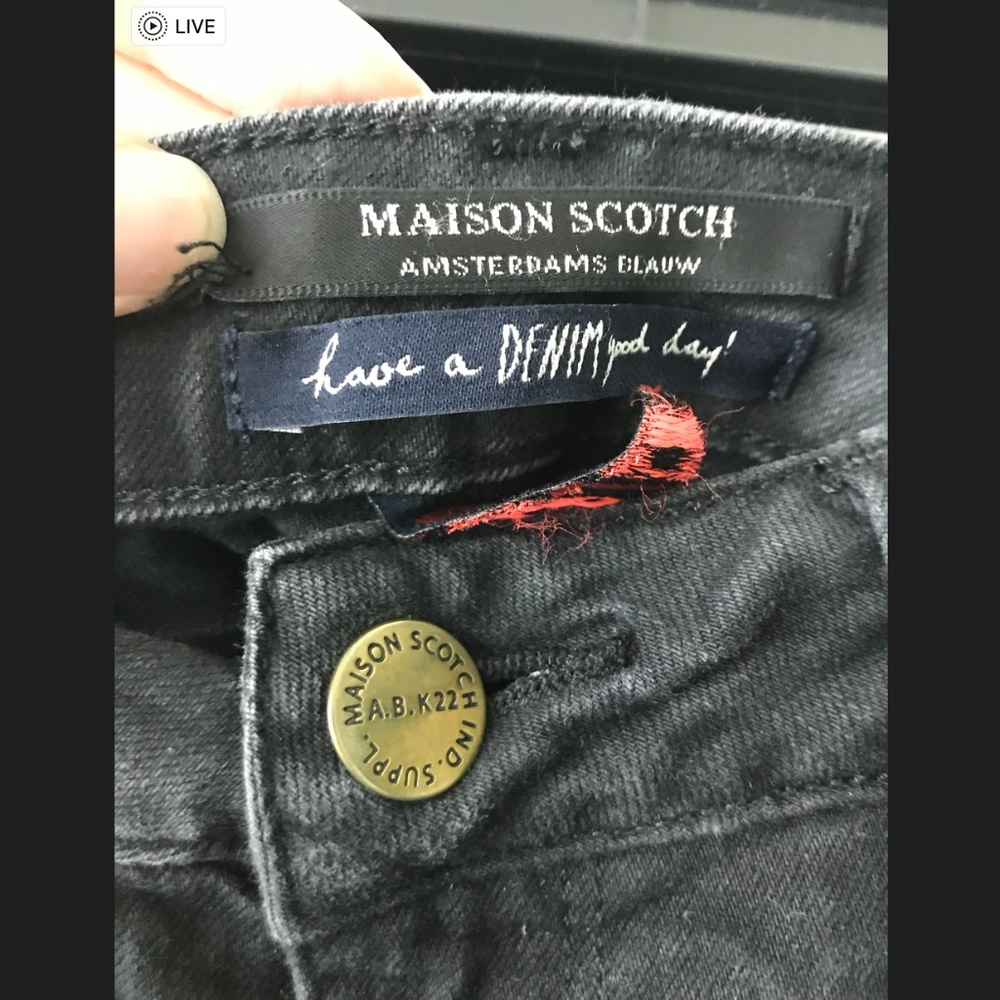 LIVE
MAISON SCOTCH
AMSTERDAMS BLAUW
have a DENIM good day!
MAISON SCOTCH IND. SUPPL.
A.B.K22